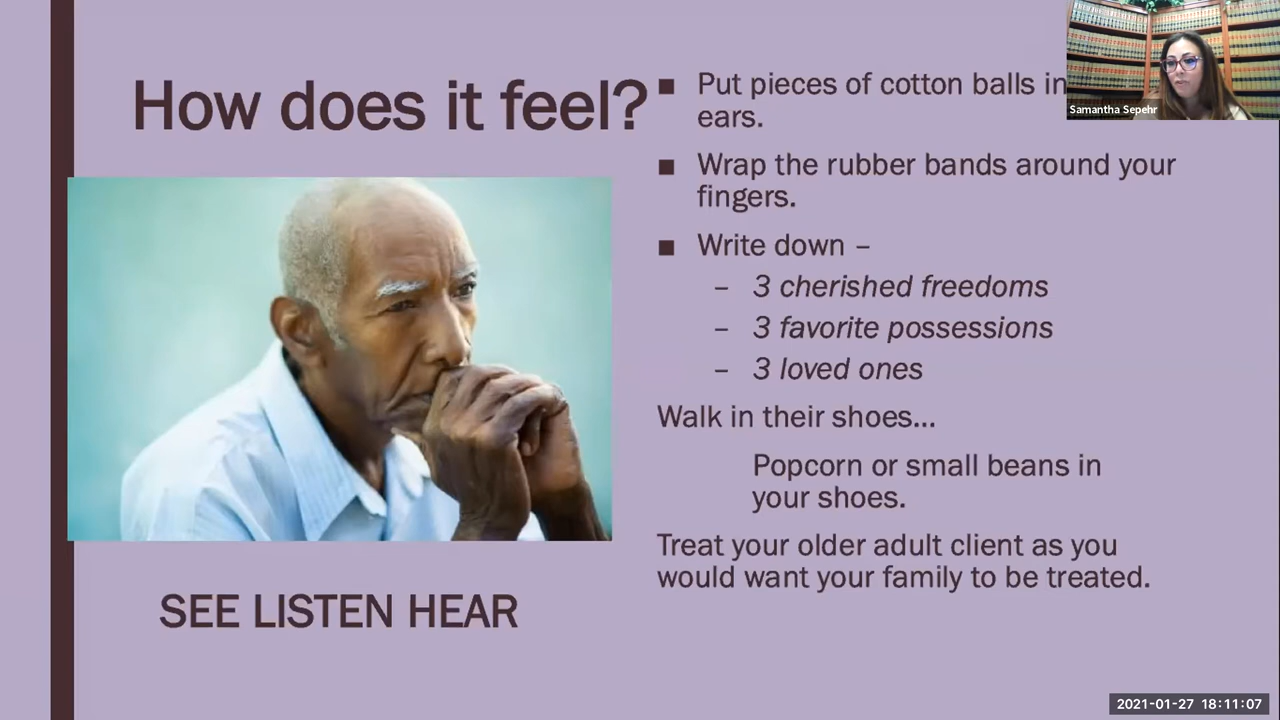 How does it feel?
■ Put pieces of cotton balls in
ears.
■ Wrap the rubber bands around your
fingers.
■ Write down –
– 3 cherished freedoms
– 3 favorite possessions
– 3 loved ones
Walk in their shoes...
Popcorn or small beans in
your shoes.
Treat your older adult client as you
would want your family to be treated.
SEE LISTEN HEAR
Samantha Sepehr
2021-01-27 18:11:07